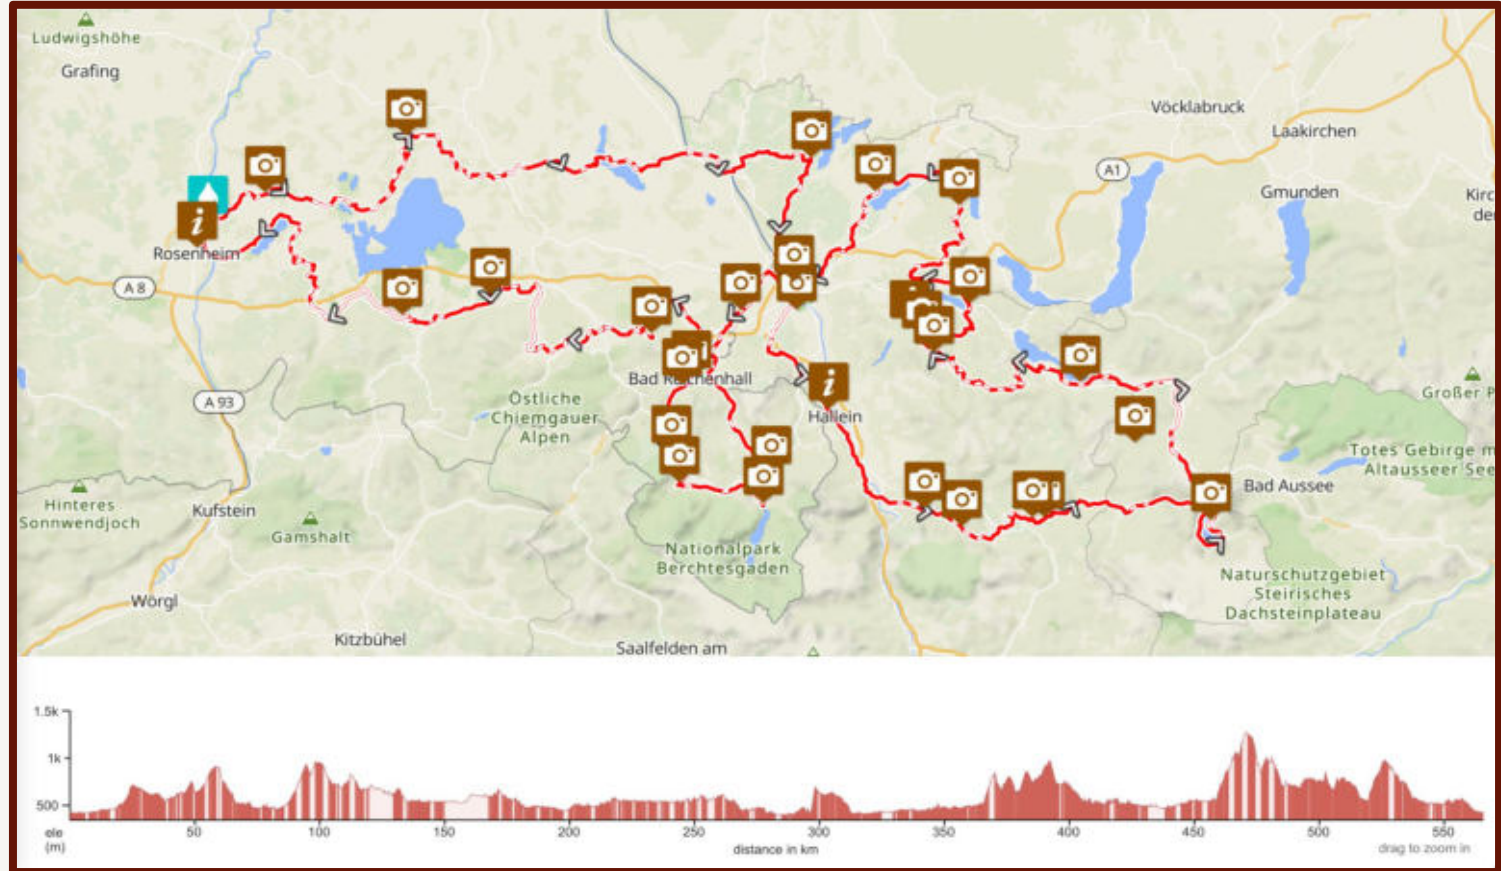 Ludwigshöhe
Grafing
Vöcklabruck
Laakirchen
A1
Gmunden
Rosenheim
A 8
Bad Reichenhall
A 93
Östliche
Chiemgauer
Alpen
Hallein
Totes Gebirge m
Altausseer See
Bad Aussee
Hinteres
Sonnwendjoch
Kufstein
Gamshalt
Nationalpark
Berchtesgaden
Naturschutzgebiet
Steirisches
Dachsteinplateau
Wörgl
Kitzbühel
Saalfelden am
Großer P
Kirc
de
1.5k
1k
500
ele
(m)
50
100
150
200
250
300
350
400
450
500
550
distance in km
drag to zoom in